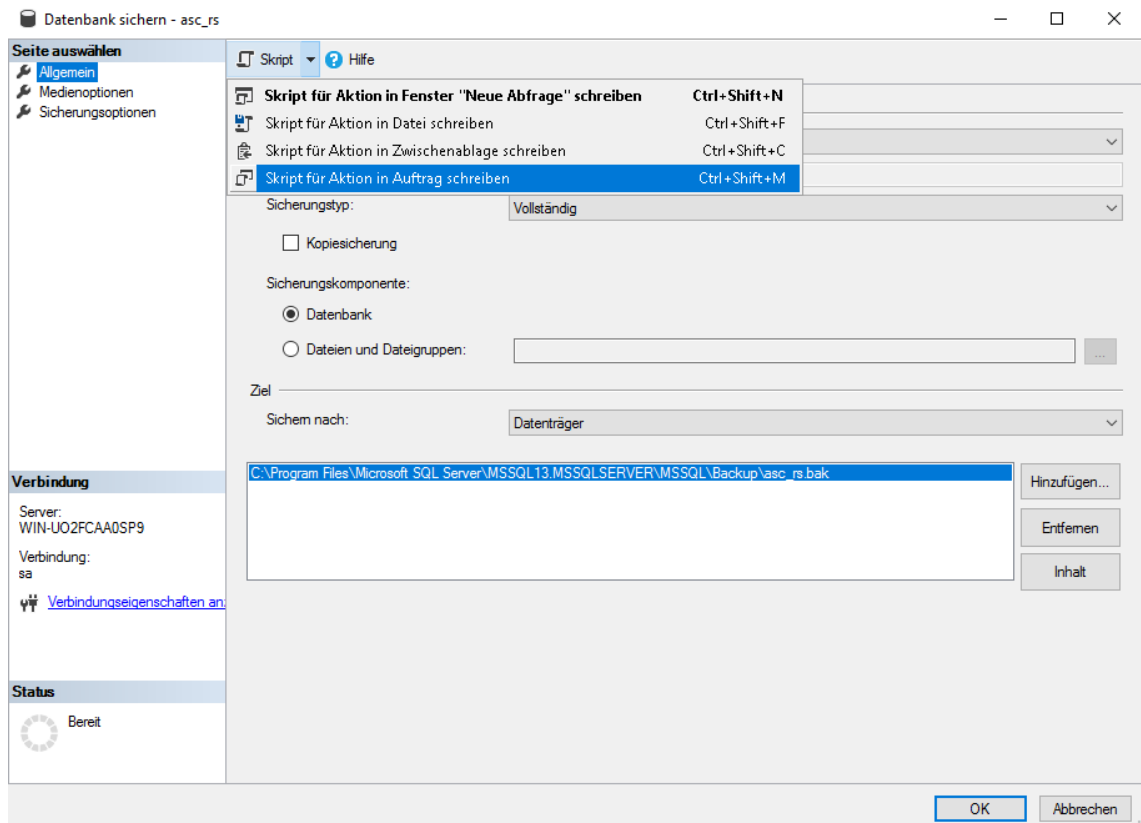 Datenbank sichern - asc_rs
Seite auswählen
Allgemein
Medienoptionen
Sicherungsoptionen
Skript
Hilfe
Skript für Aktion in Fenster "Neue Abfrage" schreiben Ctrl+Shift+N
Skript für Aktion in Datei schreiben Ctrl+Shift+F
Skript für Aktion in Zwischenablage schreiben Ctrl+Shift+C
Skript für Aktion in Auftrag schreiben Ctrl+Shift+M
Sicherungstyp: Vollständig
Kopiesicherung
Sicherungskomponente:
Datenbank
Dateien und Dateigruppen: ...
Ziel
Sichern nach: Datenträger
C:\Program Files\Microsoft SQL Server\MSSQL13.MSSQLSERVER\MSSQL\Backup\asc_rs.bak
Hinzufügen...
Entfernen
Inhalt
Verbindung
Server:
WIN-UO2FCAA0SP9
Verbindung:
sa
Verbindungseigenschaften an
Status
Bereit
OK Abbrechen